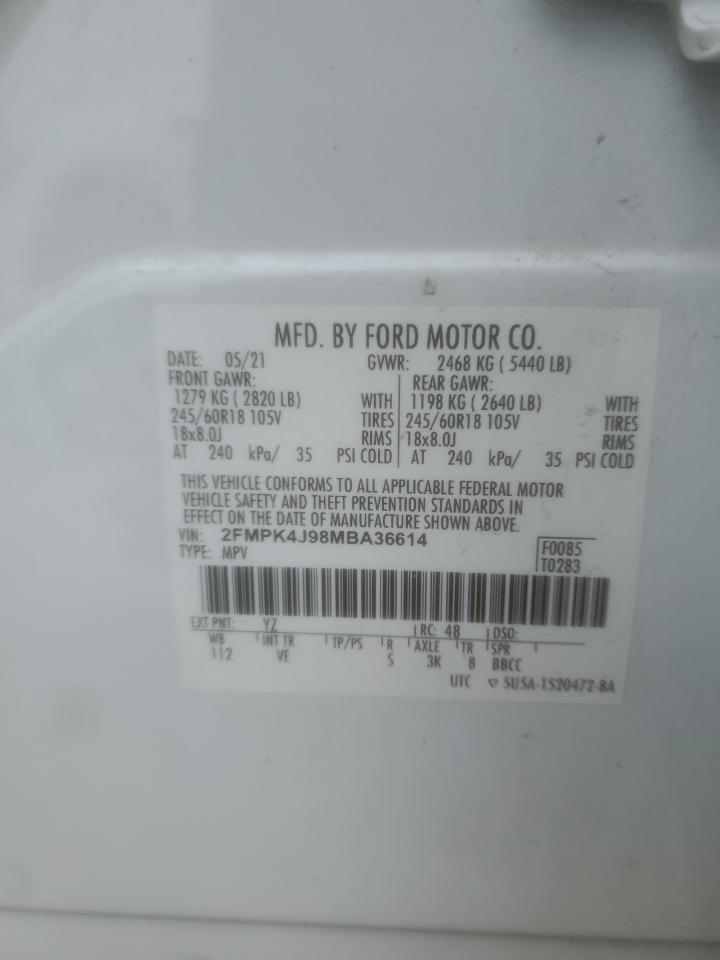 MFD. BY FORD MOTOR CO.
DATE: 05/21 GVWR: 2468 KG ( 5440 LB)
FRONT GAWR: REAR GAWR:
1279 KG ( 2820 LB) WITH 1198 KG ( 2640 LB) WITH
245/60R18 105V TIRES 245/60R18 105V TIRES
18x8.0J RIMS 18x8.0J RIMS
AT 240 kPa/ 35 PSI COLD AT 240 kPa/ 35 PSI COLD
THIS VEHICLE CONFORMS TO ALL APPLICABLE FEDERAL MOTOR
VEHICLE SAFETY AND THEFT PREVENTION STANDARDS IN
EFFECT ON THE DATE OF MANUFACTURE SHOWN ABOVE.
VIN: 2FMPK4J98MBA36614 F0085
TYPE: MPV T0283
EXT PNT: YZ RC: 48 DSO:
WB INT TR TP/PS R AXLE TR SPR
112 VE S 3K 8 BBCC
UTC ▽ 5USA-1520472-BA